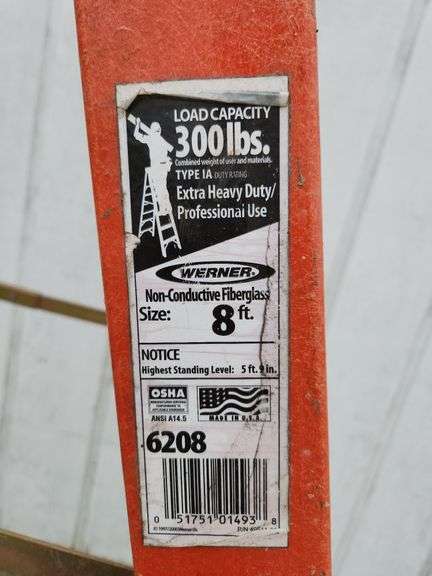 LOAD CAPACITY
300 lbs.
Combined weight of user and materials.
TYPE IA DUTY RATING
Extra Heavy Duty/
Professional Use
WERNER®
Non-Conductive Fiberglass
Size: 8 ft.
NOTICE
Highest Standing Level: 5 ft. 9 in.
OSHA
ANSI A14.5
MADE IN U.S.A.
6208
0 51751 01493 8
P/N